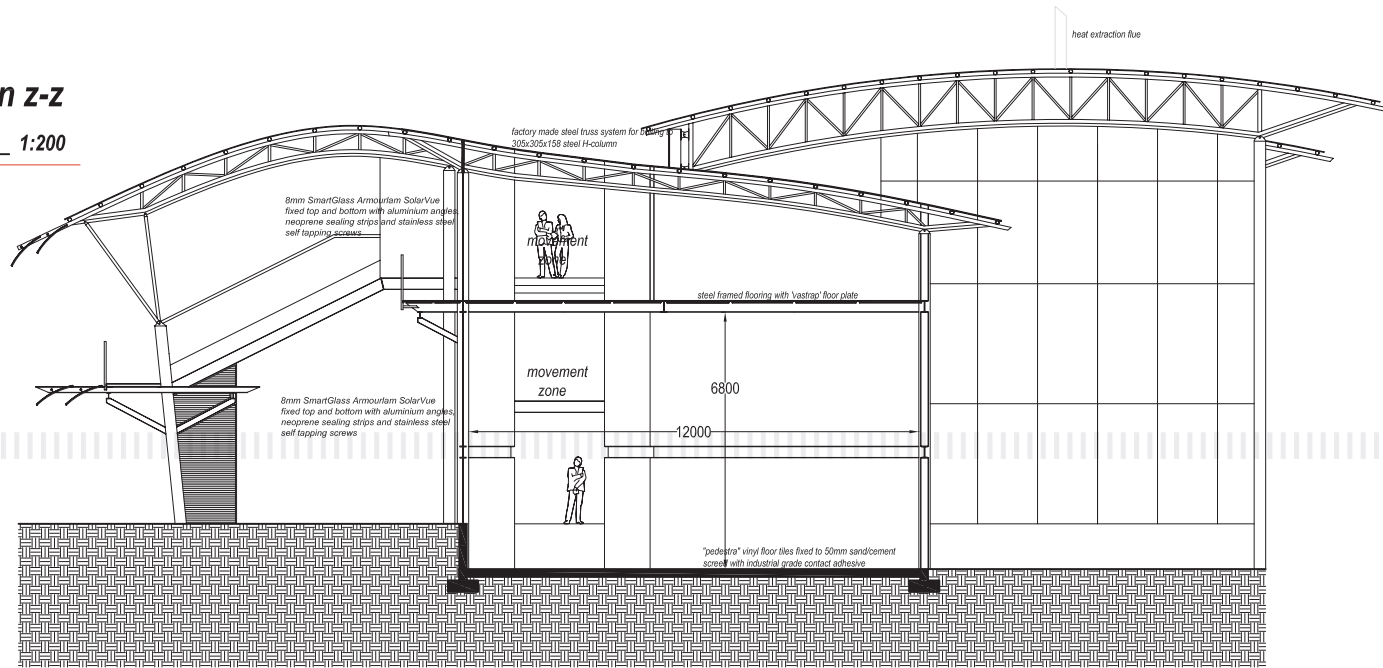 heat extraction flue
n z-z
1:200
factory made steel truss system for bolting to
305x305x158 steel H-column
8mm SmartGlass Armourlam SolarVue
fixed top and bottom with aluminium angles,
neoprene sealing strips and stainless steel
self tapping screws
movement
zone
steel framed flooring with 'vastrap' floor plate
movement
zone
6800
8mm SmartGlass Armourlam SolarVue
fixed top and bottom with aluminium angles,
neoprene sealing strips and stainless steel
self tapping screws
12000
"pedestra" vinyl floor tiles fixed to 50mm sand/cement
screed with industrial grade contact adhesive